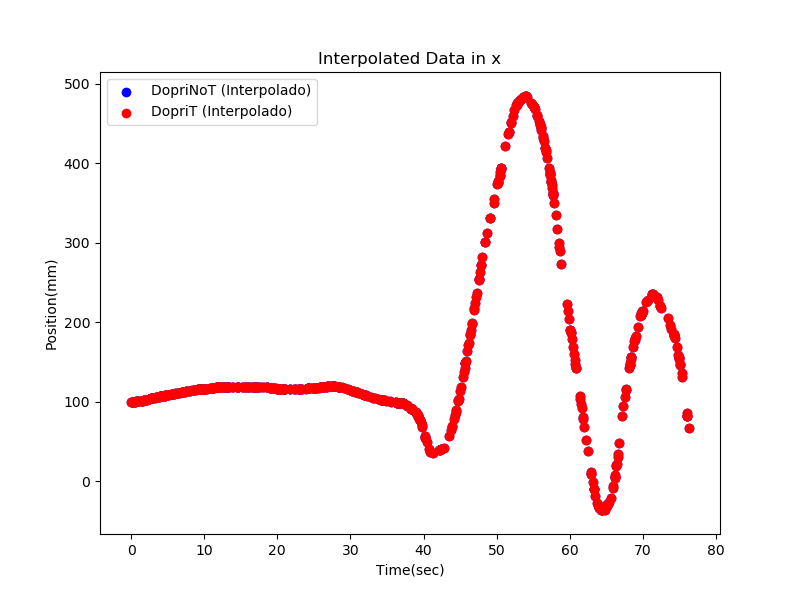 Interpolated Data in x
DopriNoT (Interpolado)
DopriT (Interpolado)
500
400
300
200
100
0
Position(mm)
0 10 20 30 40 50 60 70 80
Time(sec)